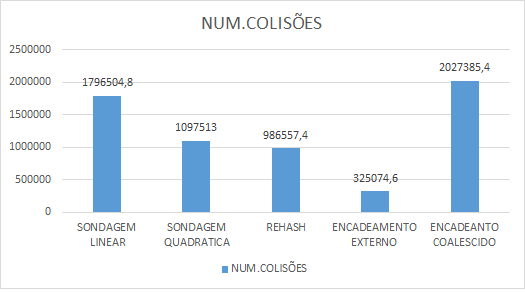 NUM.COLISÕES
2500000
2000000
1500000
1000000
500000
0
1796504,8
1097513
986557,4
325074,6
2027385,4
SONDAGEM
LINEAR
SONDAGEM
QUADRATICA
REHASH
ENCADEAMENTO
EXTERNO
ENCADEANTO
COALESCIDO
NUM.COLISÕES